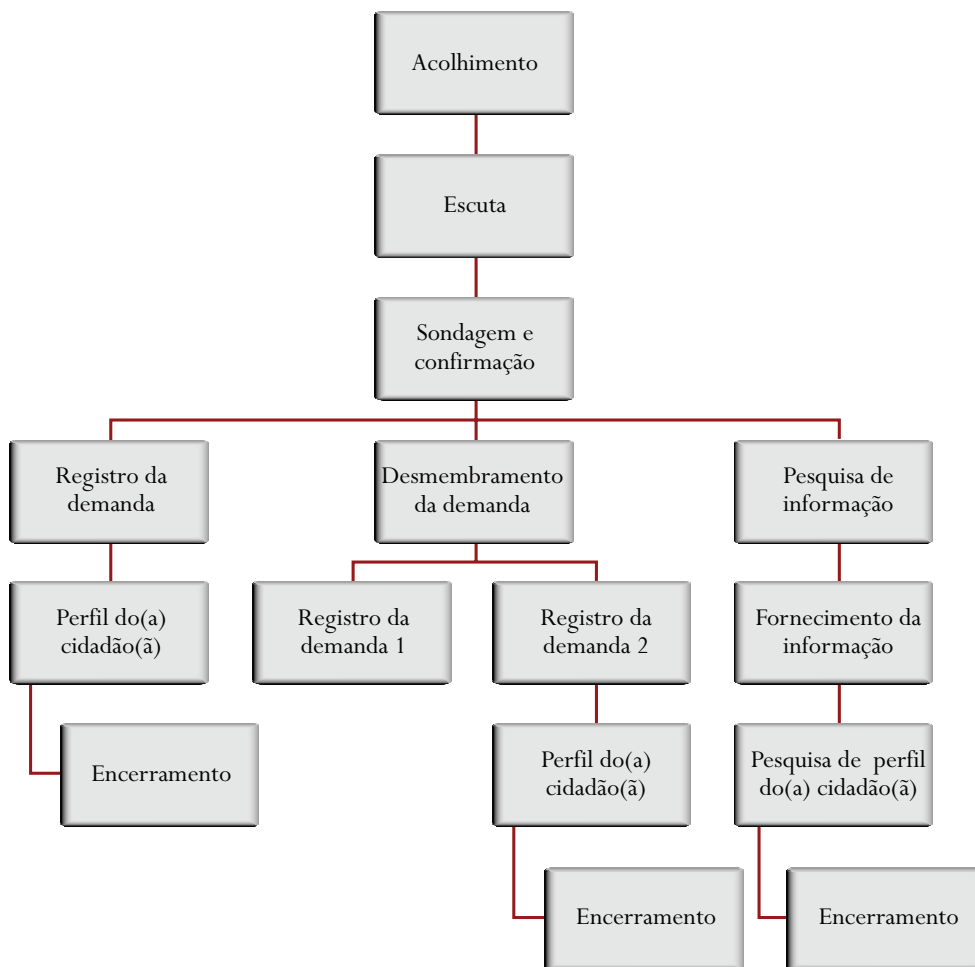 Acolhimento
Escuta
Sondagem e
confirmação
Registro da
demanda
Desmembramento
da demanda
Pesquisa de
informação
Perfil do(a)
cidadão(ã)
Registro da
demanda 1
Registro da
demanda 2
Fornecimento da
informação
Encerramento
Perfil do(a)
cidadão(ã)
Pesquisa de perfil
do(a) cidadão(ã)
Encerramento
Encerramento